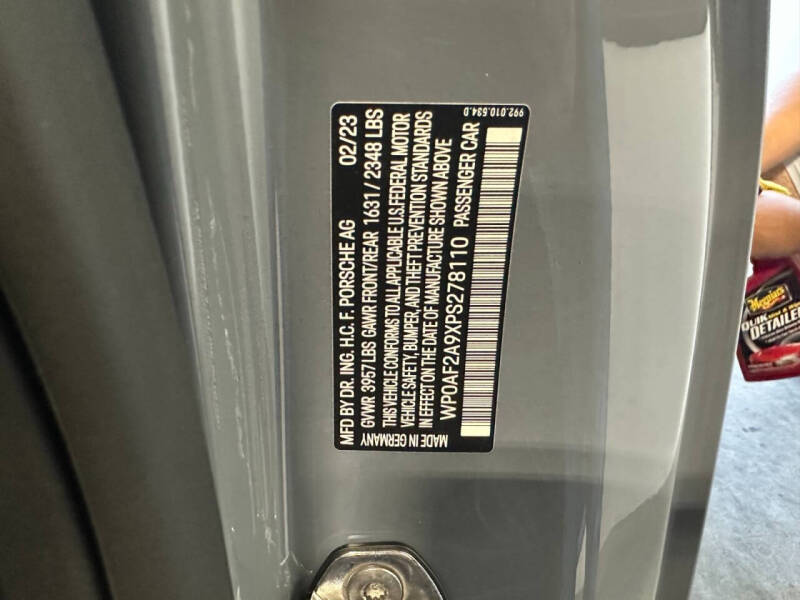 MFD BY DR. ING. H.C. F. PORSCHE AG 02/23
GVWR 3957 LBS GAWR FRONT/REAR 1631/2348 LBS
THIS VEHICLE CONFORMS TO ALL APPLICABLE U.S. FEDERAL MOTOR
VEHICLE SAFETY, BUMPER, AND THEFT PREVENTION STANDARDS
IN EFFECT ON THE DATE OF MANUFACTURE SHOWN ABOVE
WP0AF2A9XPS278110 PASSENGER CAR
MADE IN GERMANY
992.010.534.D
Meguiar's
QUIK
DETAILER